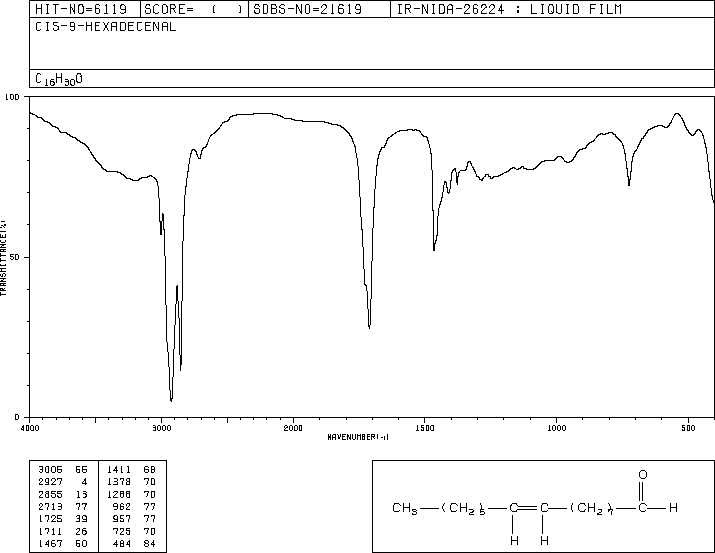 HIT-NO=6119 SCORE= ( ) SDBS-NO=21619 IR-NIDA-26224 : LIQUID FILM
CIS-9-HEXADECENAL
C16H30O
100
50
0
TRANSMITTANCE(%)
4000 3000 2000 1500 1000 500
WAVENUMBER(-1)
3006 66 1411 68
2927 4 1378 70
2855 13 1288 70
2713 77 962 77
1725 39 957 77
1711 26 725 70
1467 50 484 84
O
CH3 (CH2)5 (CH2)7 C H
H H